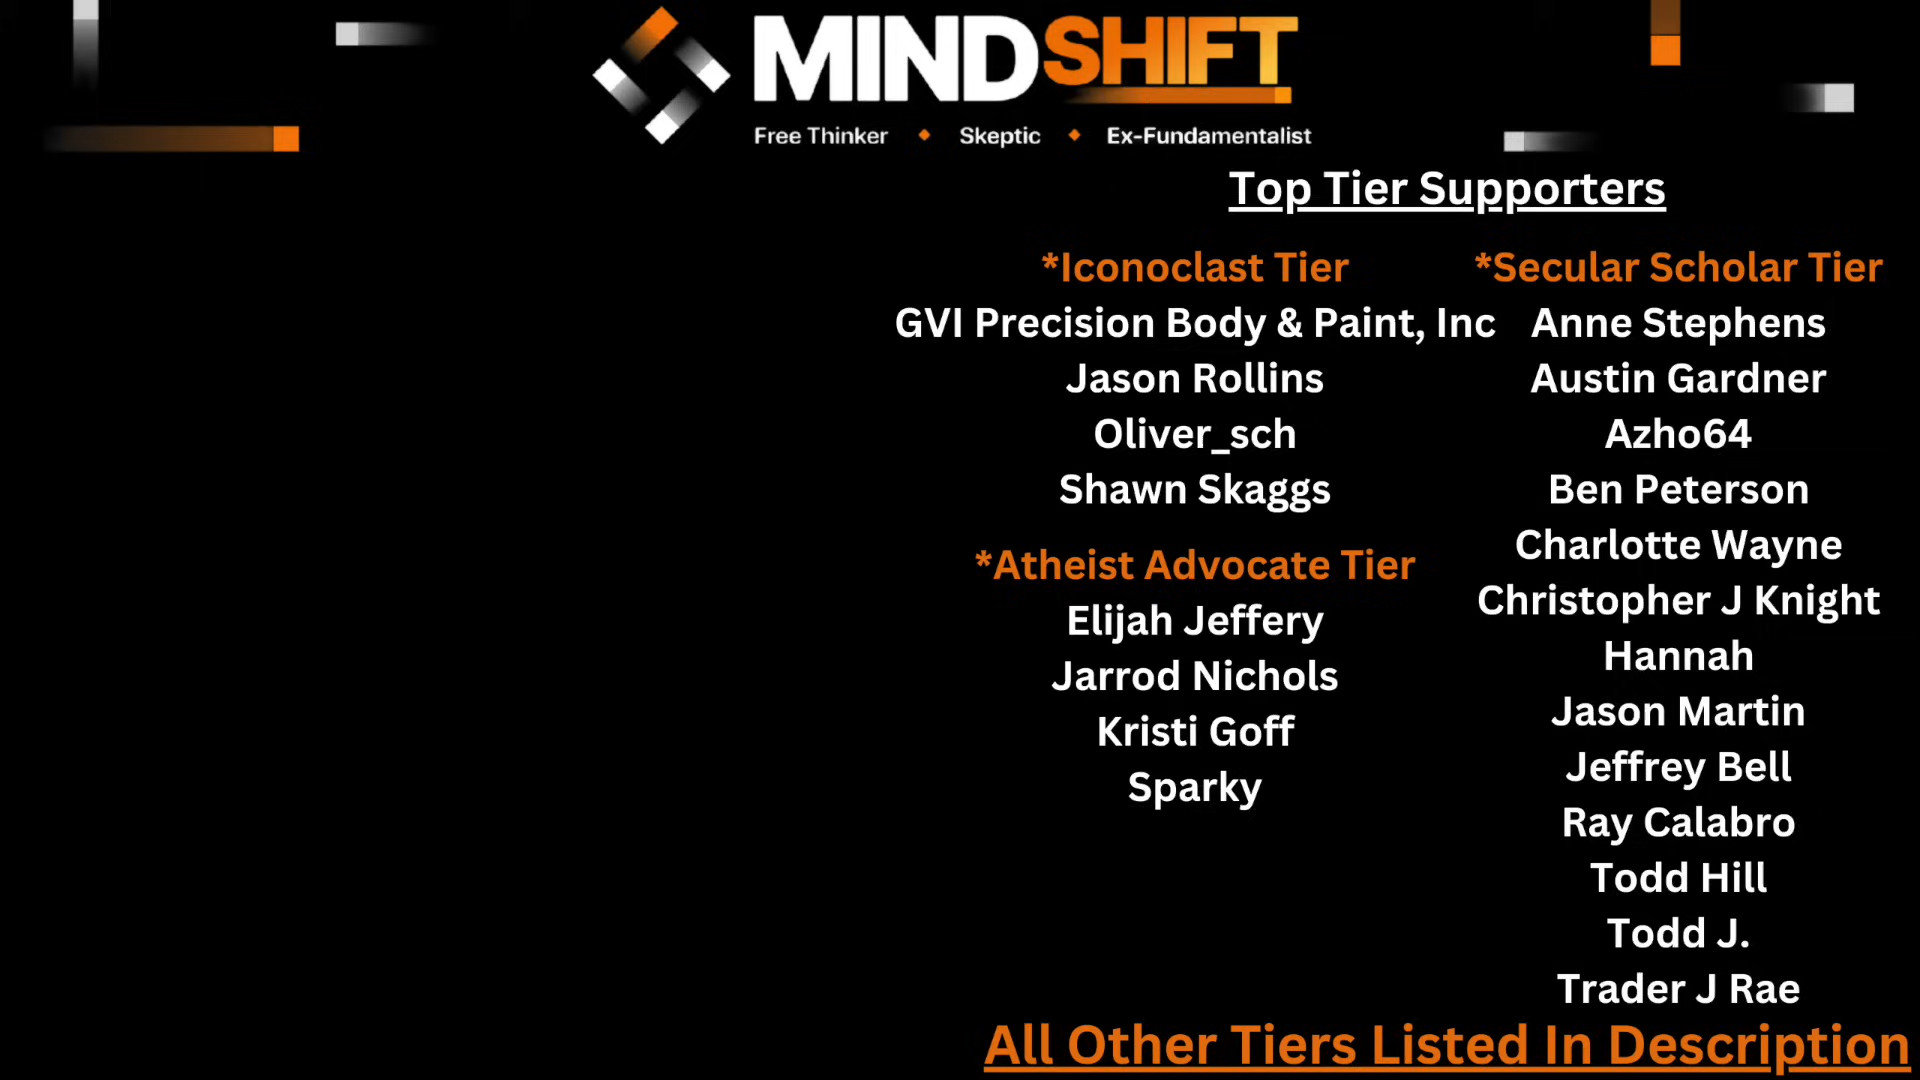 MINDSHIFT
Free Thinker • Skeptic • Ex-Fundamentalist
Top Tier Supporters
*Iconoclast Tier
GVI Precision Body & Paint, Inc
Jason Rollins
Oliver_sch
Shawn Skaggs
*Atheist Advocate Tier
Elijah Jeffery
Jarrod Nichols
Kristi Goff
Sparky
*Secular Scholar Tier
Anne Stephens
Austin Gardner
Azho64
Ben Peterson
Charlotte Wayne
Christopher J Knight
Hannah
Jason Martin
Jeffrey Bell
Ray Calabro
Todd Hill
Todd J.
Trader J Rae
All Other Tiers Listed In Description